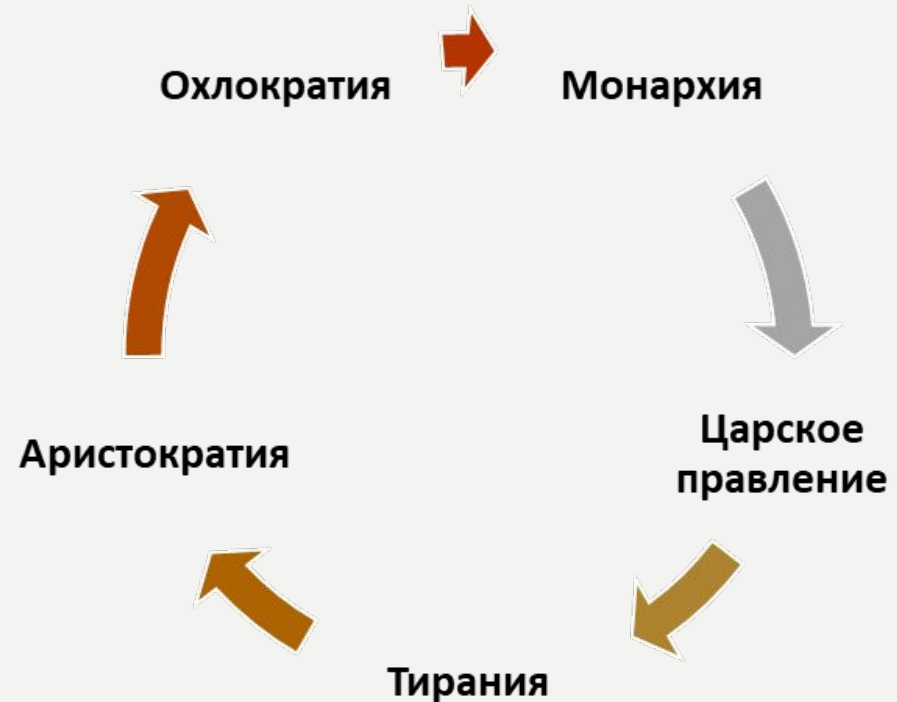 Охлократия
Монархия
Царское
правление
Тирания
Аристократия